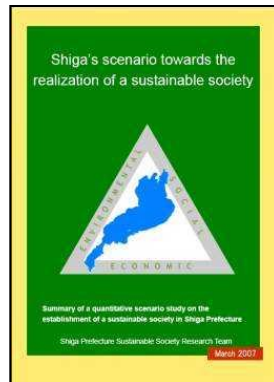 Shiga's scenario towards the
realization of a sustainable society
ENVIRONMENTAL
SOCIAL
ECONOMIC
Summary of a quantitative scenario study on the
establishment of a sustainable society in Shiga Prefecture
Shiga Prefecture Sustainable Society Research Team
March 2007